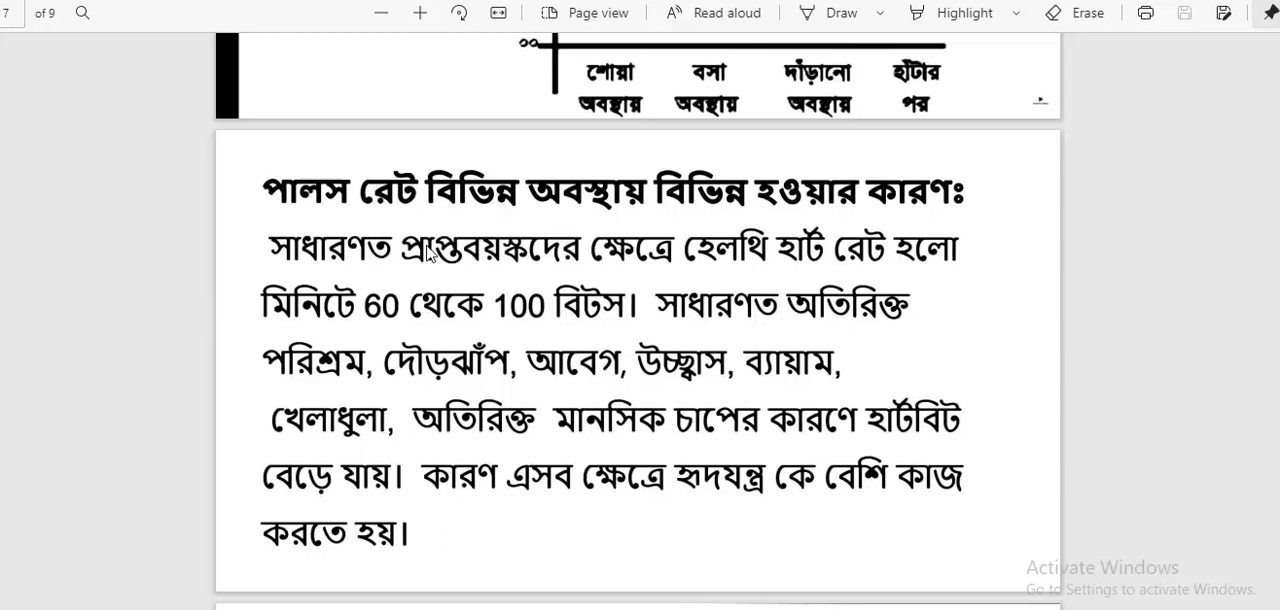 7 of 9 Page view Read aloud Draw Highlight Erase
১০
শোয়া বসা দাঁড়ানো হাঁটার
অবস্থায় অবস্থায় অবস্থায় পর
পালস রেট বিভিন্ন অবস্থায় বিভিন্ন হওয়ার কারণঃ
সাধারণত প্রাপ্তবয়স্কদের ক্ষেত্রে হেলথি হার্ট রেট হলো
মিনিটে 60 থেকে 100 বিটস। সাধারণত অতিরিক্ত
পরিশ্রম, দৌড়ঝাঁপ, আবেগ, উচ্ছ্বাস, ব্যায়াম,
খেলাধুলা, অতিরিক্ত মানসিক চাপের কারণে হার্টবিট
বেড়ে যায়। কারণ এসব ক্ষেত্রে হৃদযন্ত্র কে বেশি কাজ
করতে হয়।
Activate Windows
Go to Settings to activate Windows.